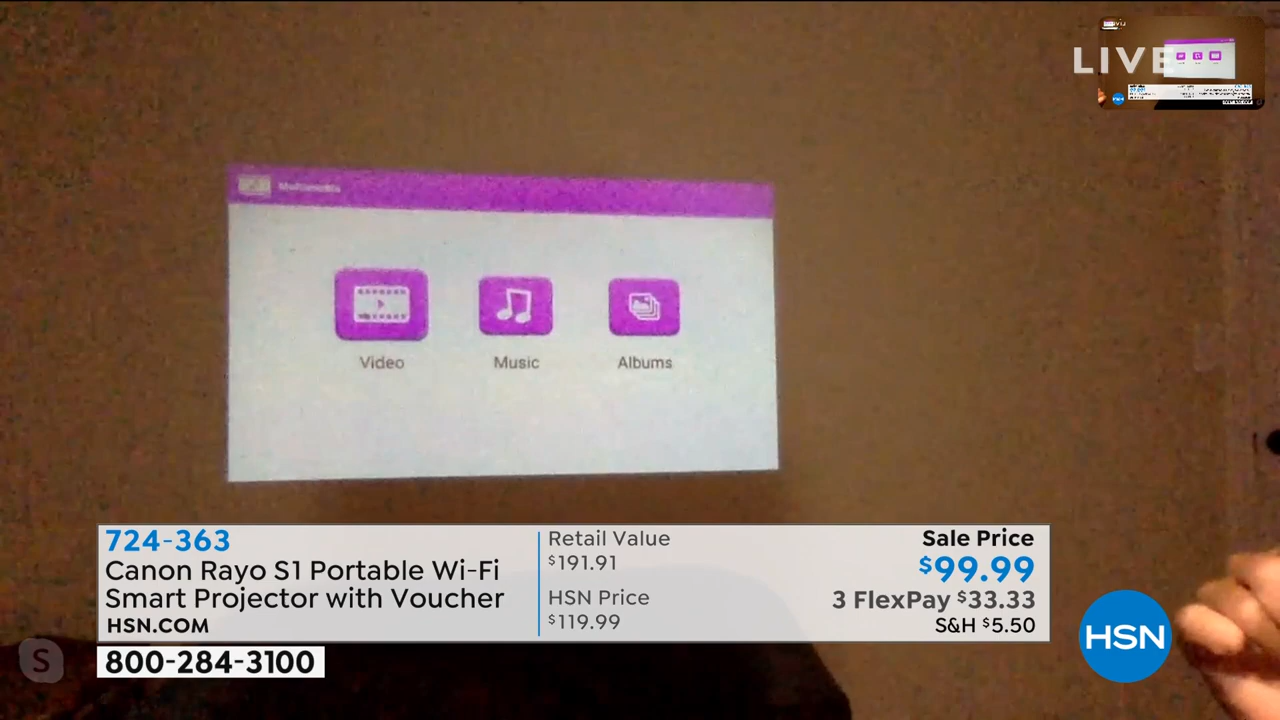 LIVE
Multimedia
Video
Music
Albums
724-363
Canon Rayo S1 Portable Wi-Fi
Smart Projector with Voucher
HSN.COM
Retail Value
$191.91
HSN Price
$119.99
Sale Price
$99.99
3 FlexPay $33.33
S&H $5.50
HSN
S
800-284-3100